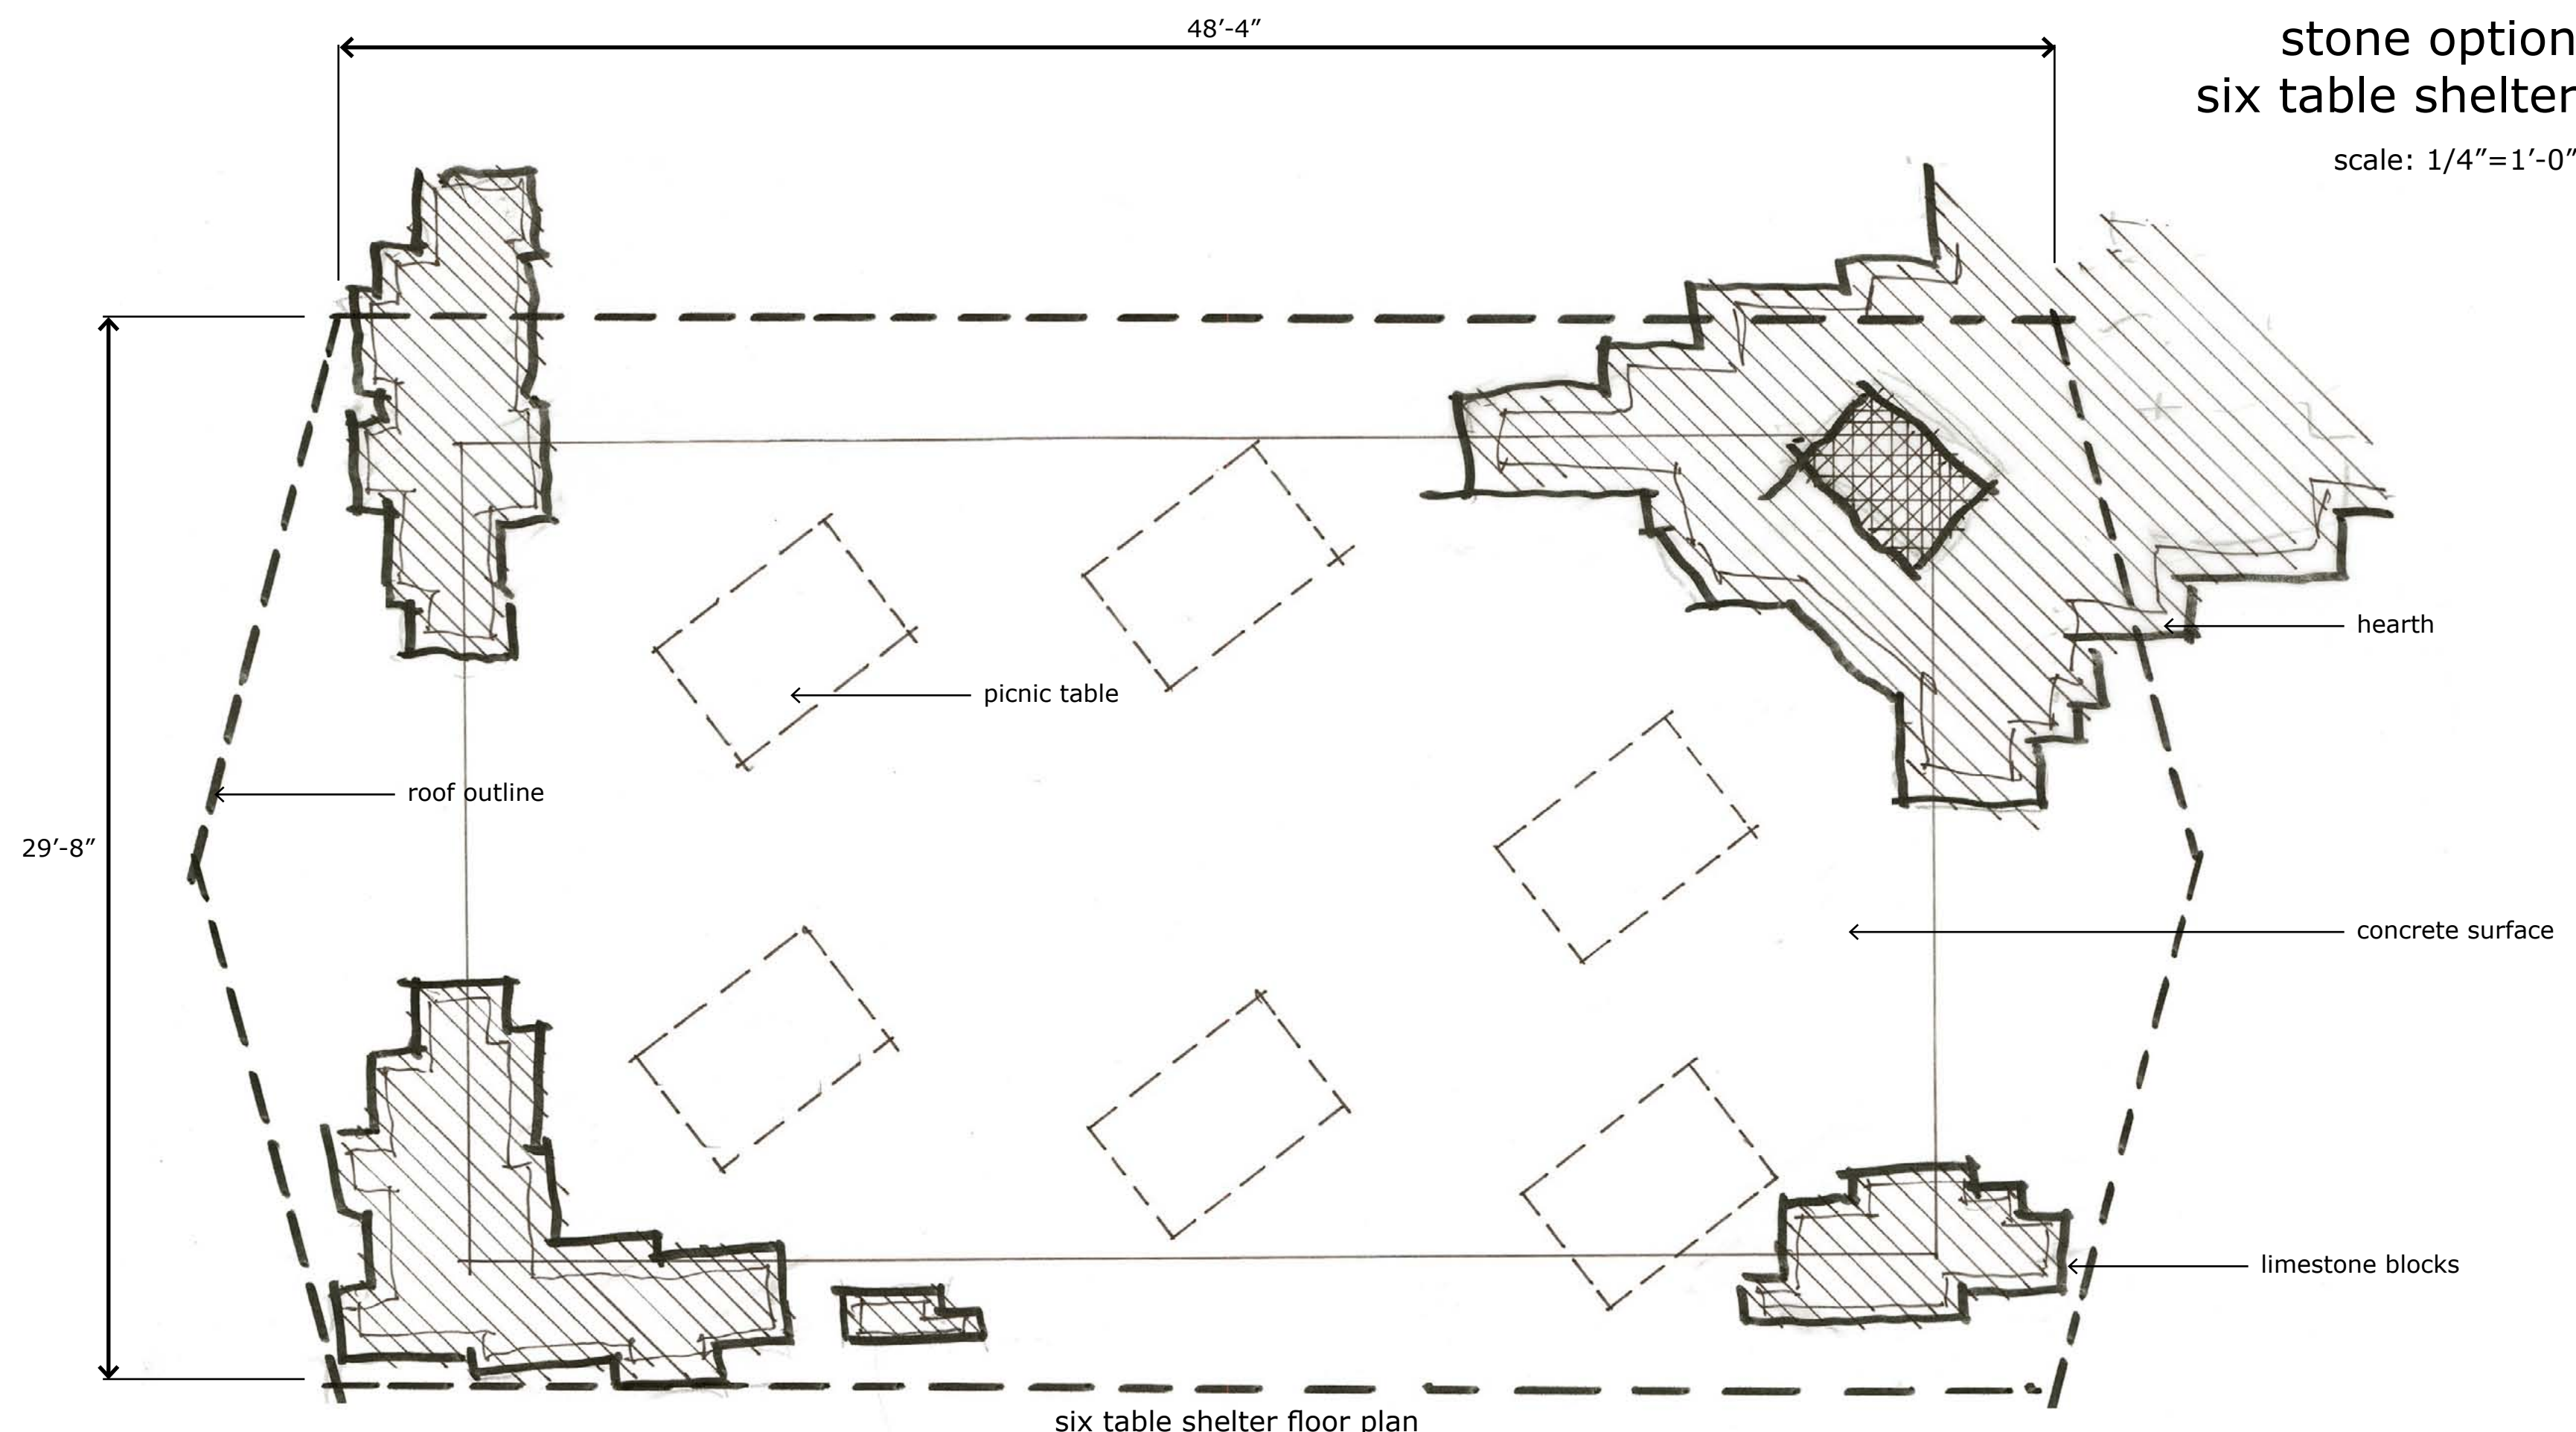 48′-4″
stone option
six table shelter
scale: 1/4″=1′-0″
hearth
picnic table
roof outline
29′-8″
concrete surface
limestone blocks
six table shelter floor plan